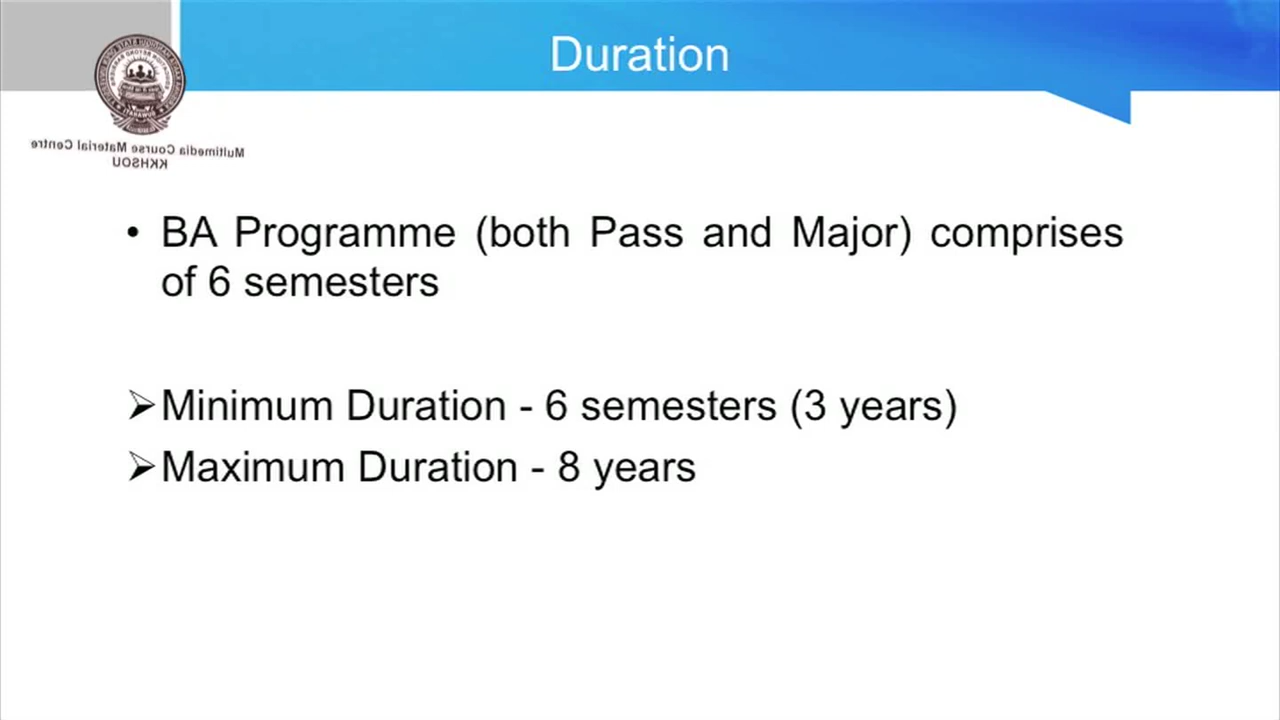 Duration
Multimedia Course Material Centre
KKHSOU
• BA Programme (both Pass and Major) comprises
of 6 semesters
➢Minimum Duration - 6 semesters (3 years)
➢Maximum Duration - 8 years